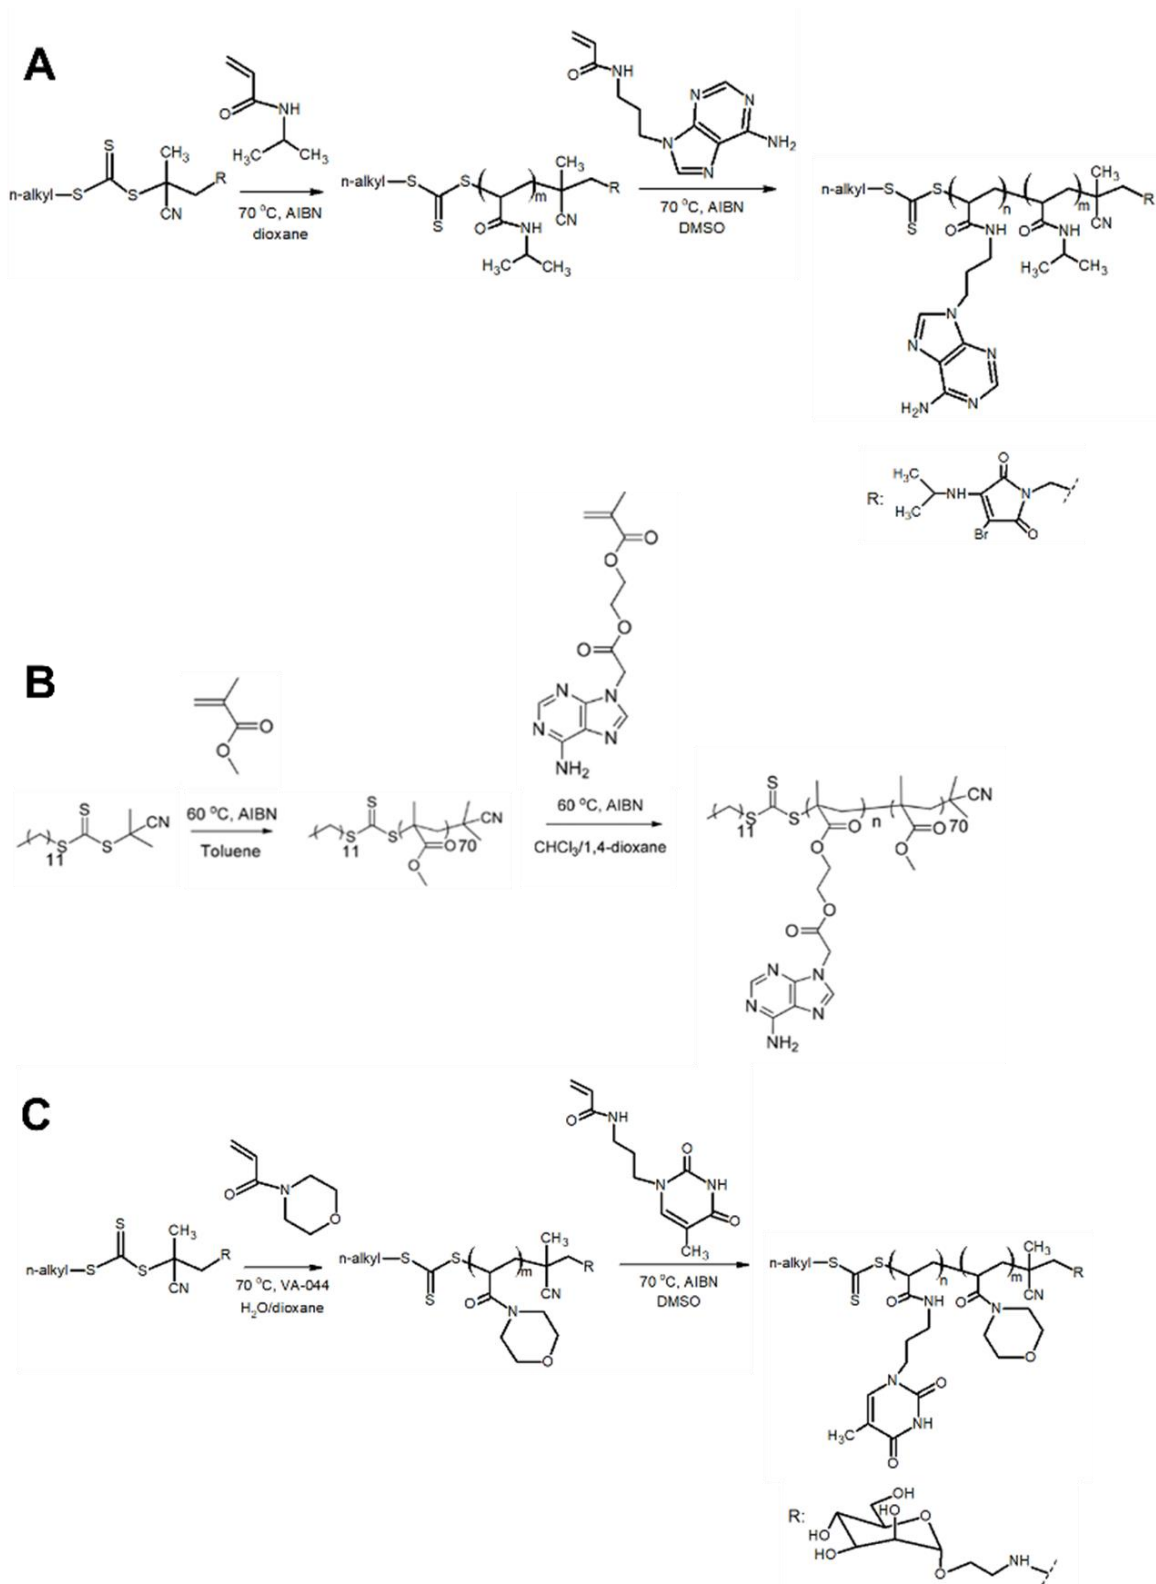 A
O
NH
H₃C
CH₃
S
CH₃
R
n-alkyl
S
S
CN
70 °C, AIBN
dioxane
n-alkyl
S
S
S
m
CH₃
R
CN
O
NH
H₃C
CH₃
O
NH
N
N
N
N
NH₂
70 °C, AIBN
DMSO
n-alkyl
S
S
S
n
m
CH₃
R
CN
O
NH
O
NH
H₃C
CH₃
N
N
N
N
H₂N
R:
H₃C
H₃C
NH
O
N
Br
O
B
O
O
S
CN
11
S
S
60 °C, AIBN
Toluene
S
CN
11
S
S
O
70
O
O
O
O
O
N
N
N
N
NH₂
60 °C, AIBN
CHCl₃/1,4-dioxane
S
CN
11
S
S
O
n
O
70
O
O
O
O
N
N
N
N
NH₂
C
O
N
O
S
CH₃
R
n-alkyl
S
S
CN
70 °C, VA-044
H₂O/dioxane
n-alkyl
S
S
S
m
CH₃
R
CN
O
N
O
O
NH
N
O
NH
O
CH₃
70 °C, AIBN
DMSO
n-alkyl
S
S
S
n
m
CH₃
R
CN
O
NH
O
N
O
N
O
NH
H₃C
O
R:
OH
HO
O
HO
HO
O
NH